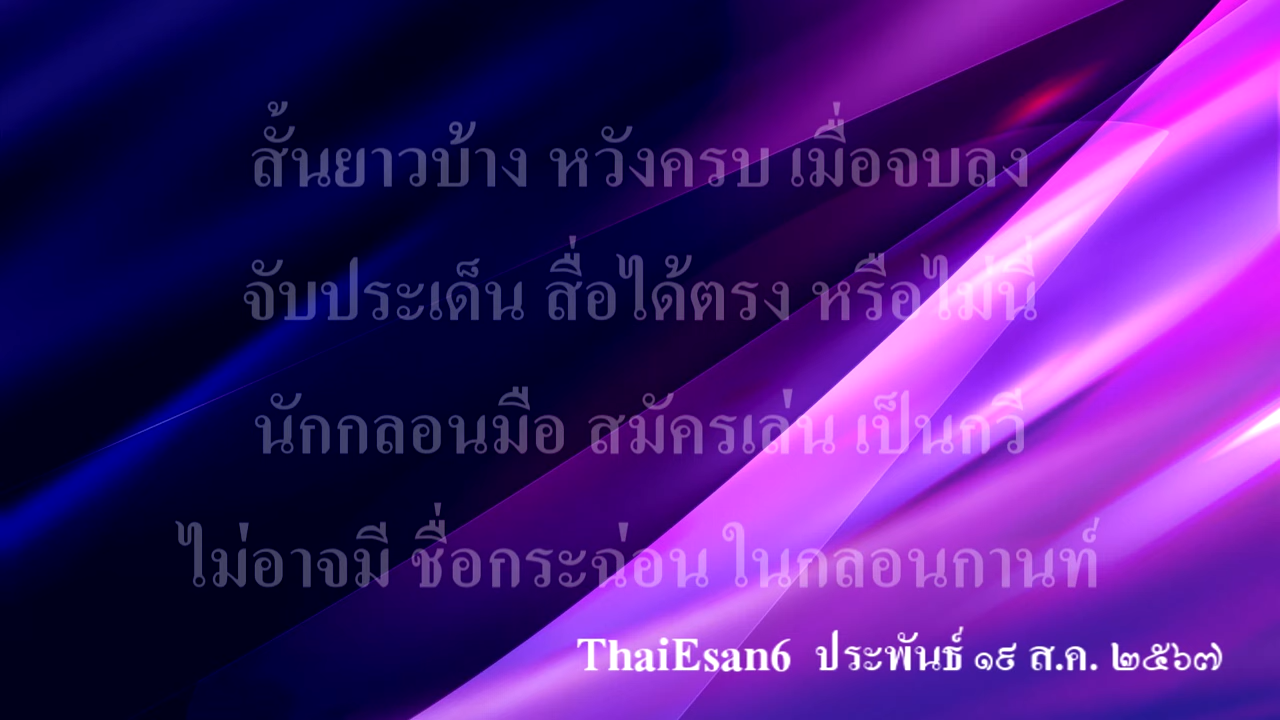 สั้นยาวบ้าง หวังครบ เมื่อจบลง
จับประเด็น สื่อได้ตรง หรือไม่นี่
นักกลอนมือ สมัครเล่น เป็นกวี
ไม่อาจมี ชื่อกระฉ่อน ในกลอนกานท์
ThaiEsan6 ประพันธ์ ๑๙ ส.ค. ๒๕๖๗